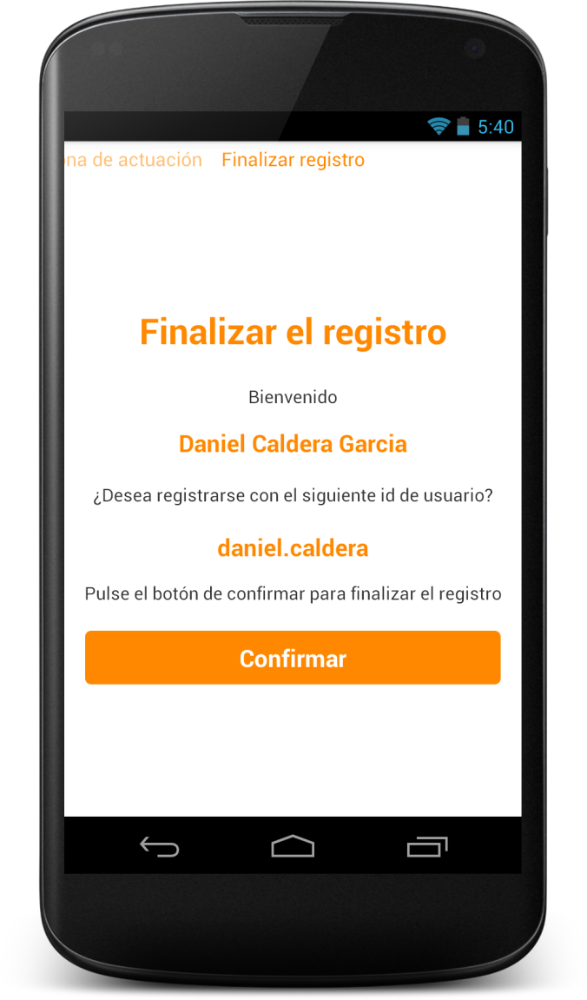 5:40
ona de actuación Finalizar registro
Finalizar el registro
Bienvenido
Daniel Caldera Garcia
¿Desea registrarse con el siguiente id de usuario?
daniel.caldera
Pulse el botón de confirmar para finalizar el registro
Confirmar